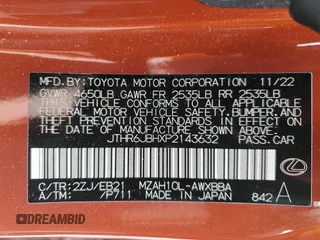 MFD.BY: TOYOTA MOTOR CORPORATION 11/22
GVWR 4650LB GAWR FR 2535LB RR 2535LB
THIS VEHICLE CONFORMS TO ALL APPLICABLE
FEDERAL MOTOR VEHICLE SAFETY, BUMPER, AND
THEFT PREVENTION STANDARDS IN EFFECT ON
THE DATE OF MANUFACTURE SHOWN ABOVE.
JTHR6JBHXP2143632 PASS.CAR
C/TR:2ZJ/EB21 MZAH10L-AWXBBA
A/TM: /P711 MADE IN JAPAN 842 A
DREAMBID